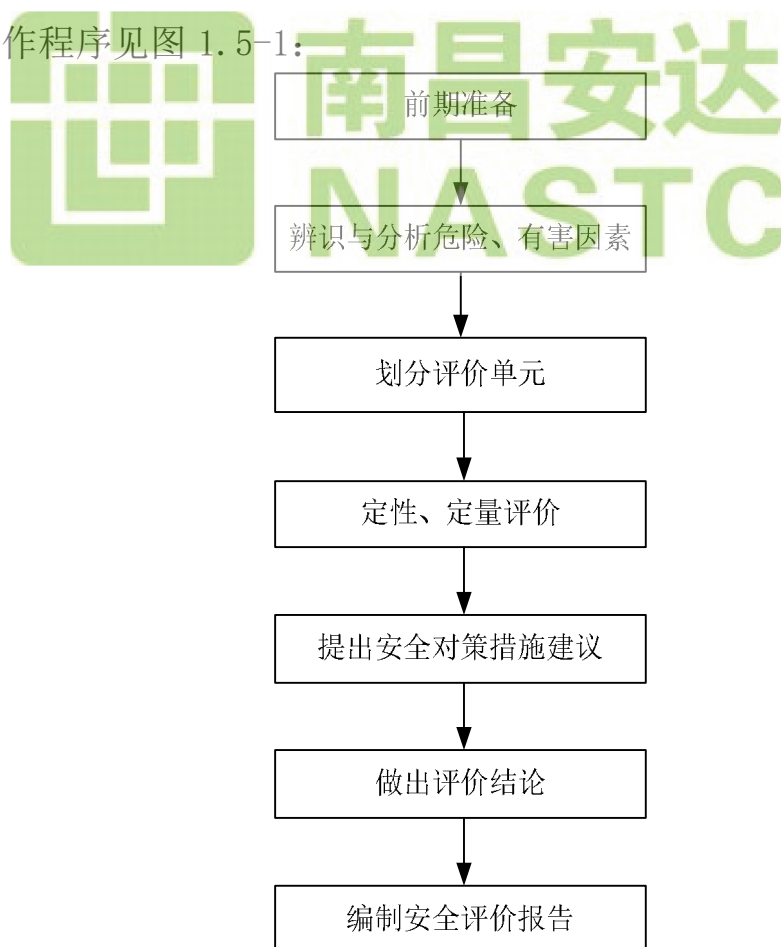 作程序见图 1.5-1:
南昌安达
NASTC
前期准备
辨识与分析危险、有害因素
划分评价单元
定性、定量评价
提出安全对策措施建议
做出评价结论
编制安全评价报告